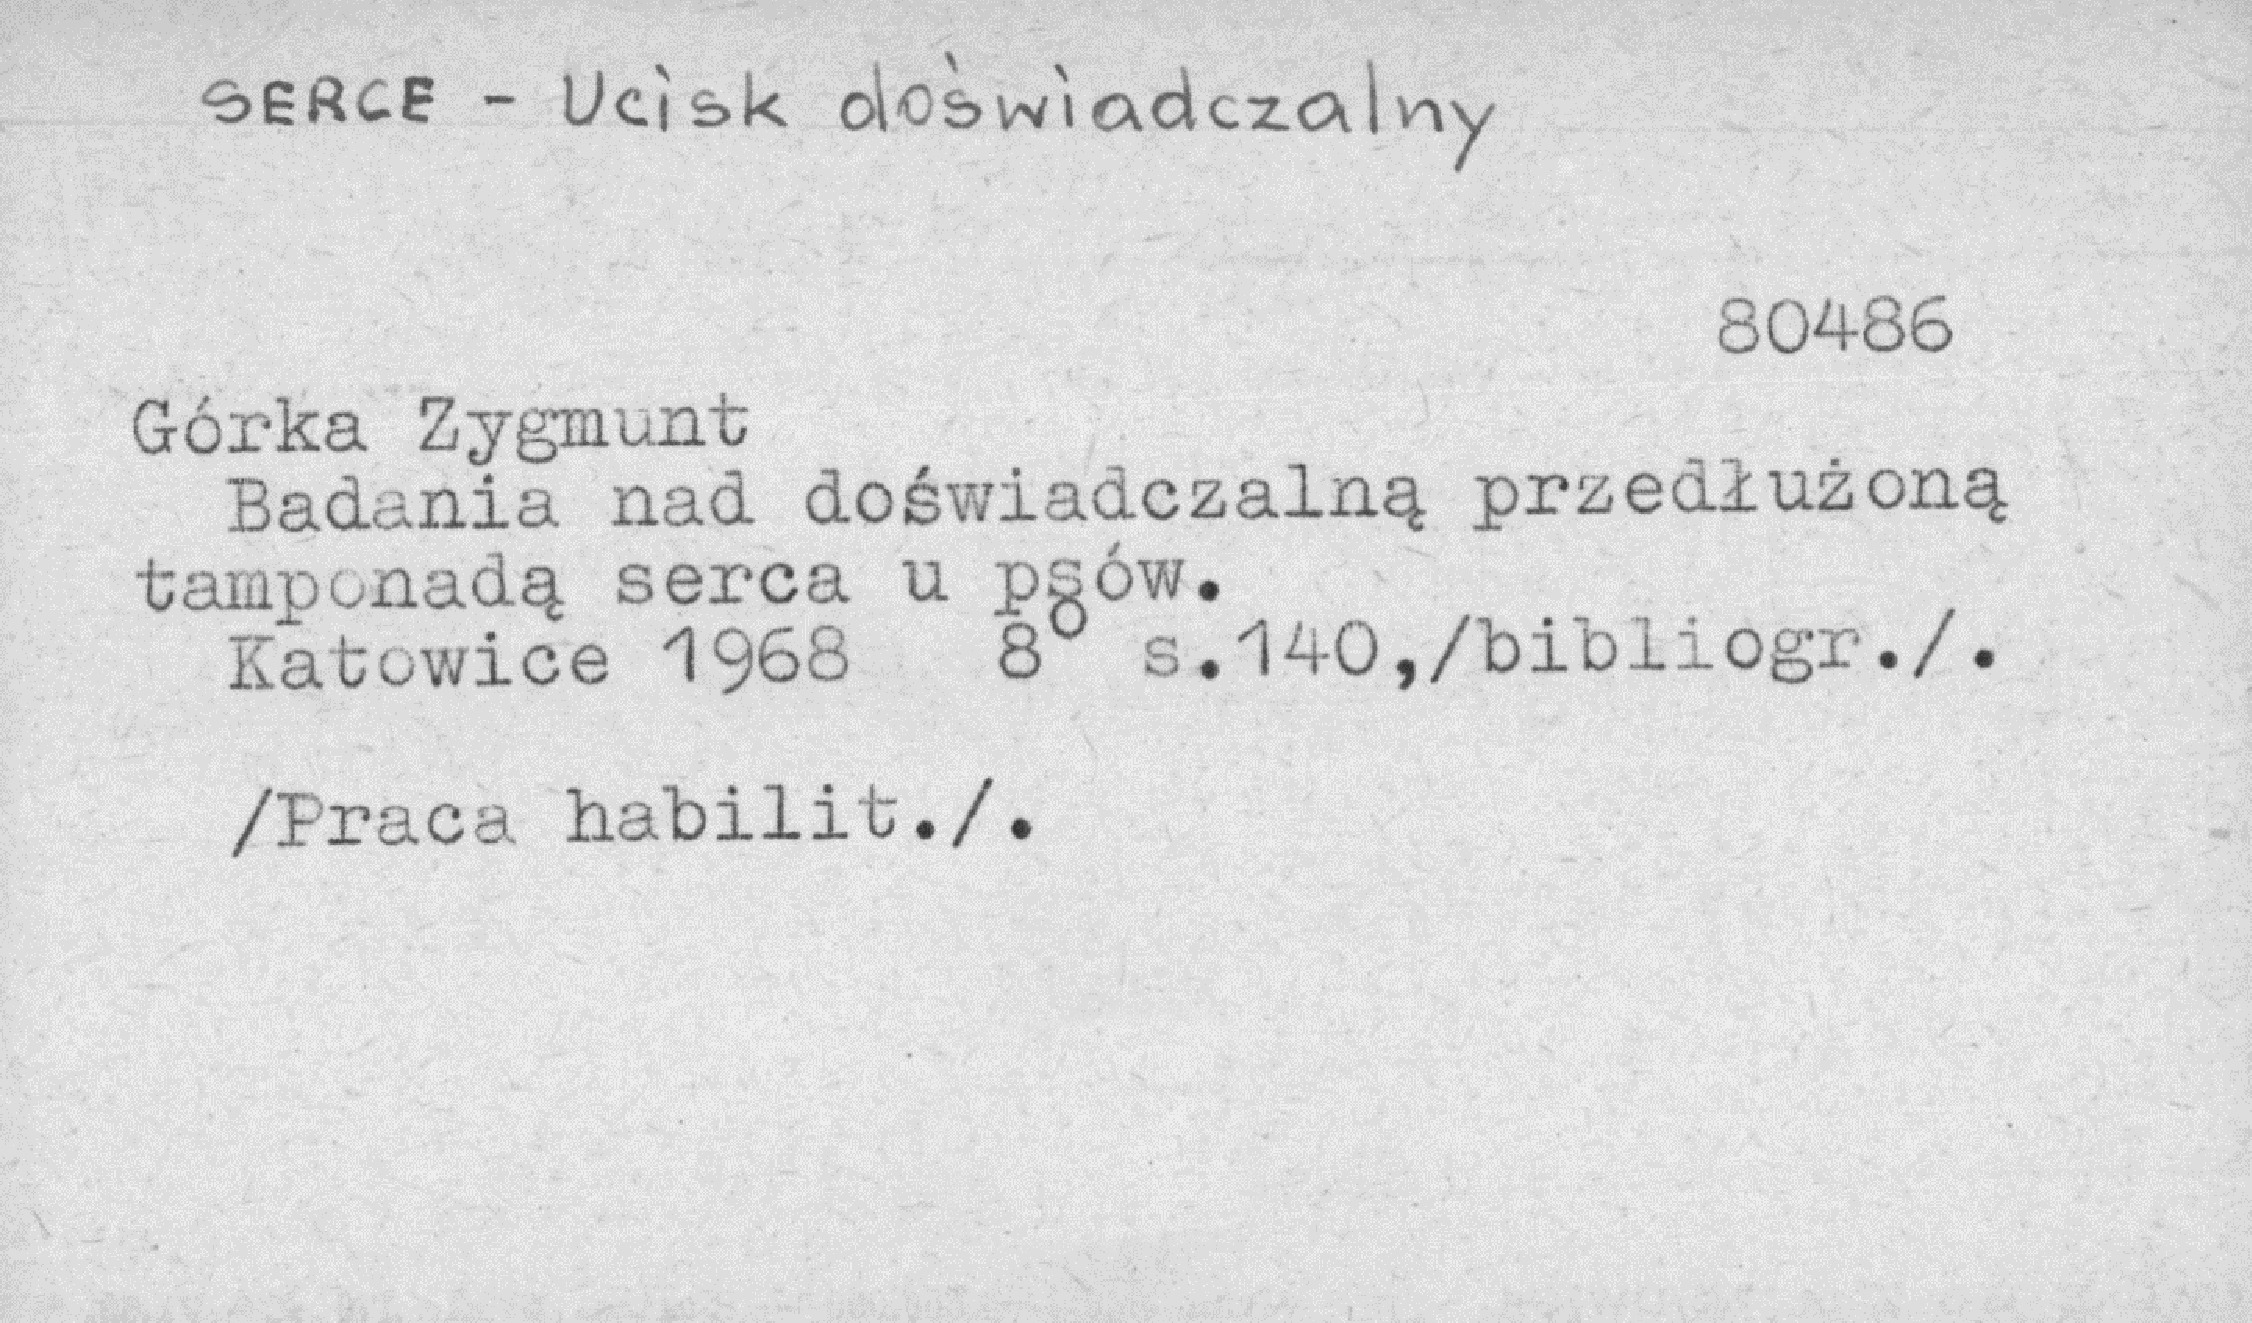 SERCE - Ucisk doświadczalny
80486
Górka Zygmunt
Badania nad doświadczalną przedłużoną
tamponadą serca u psów.
Katowice 1968 8° s.140,/bibliogr./.
/Praca habilit./.